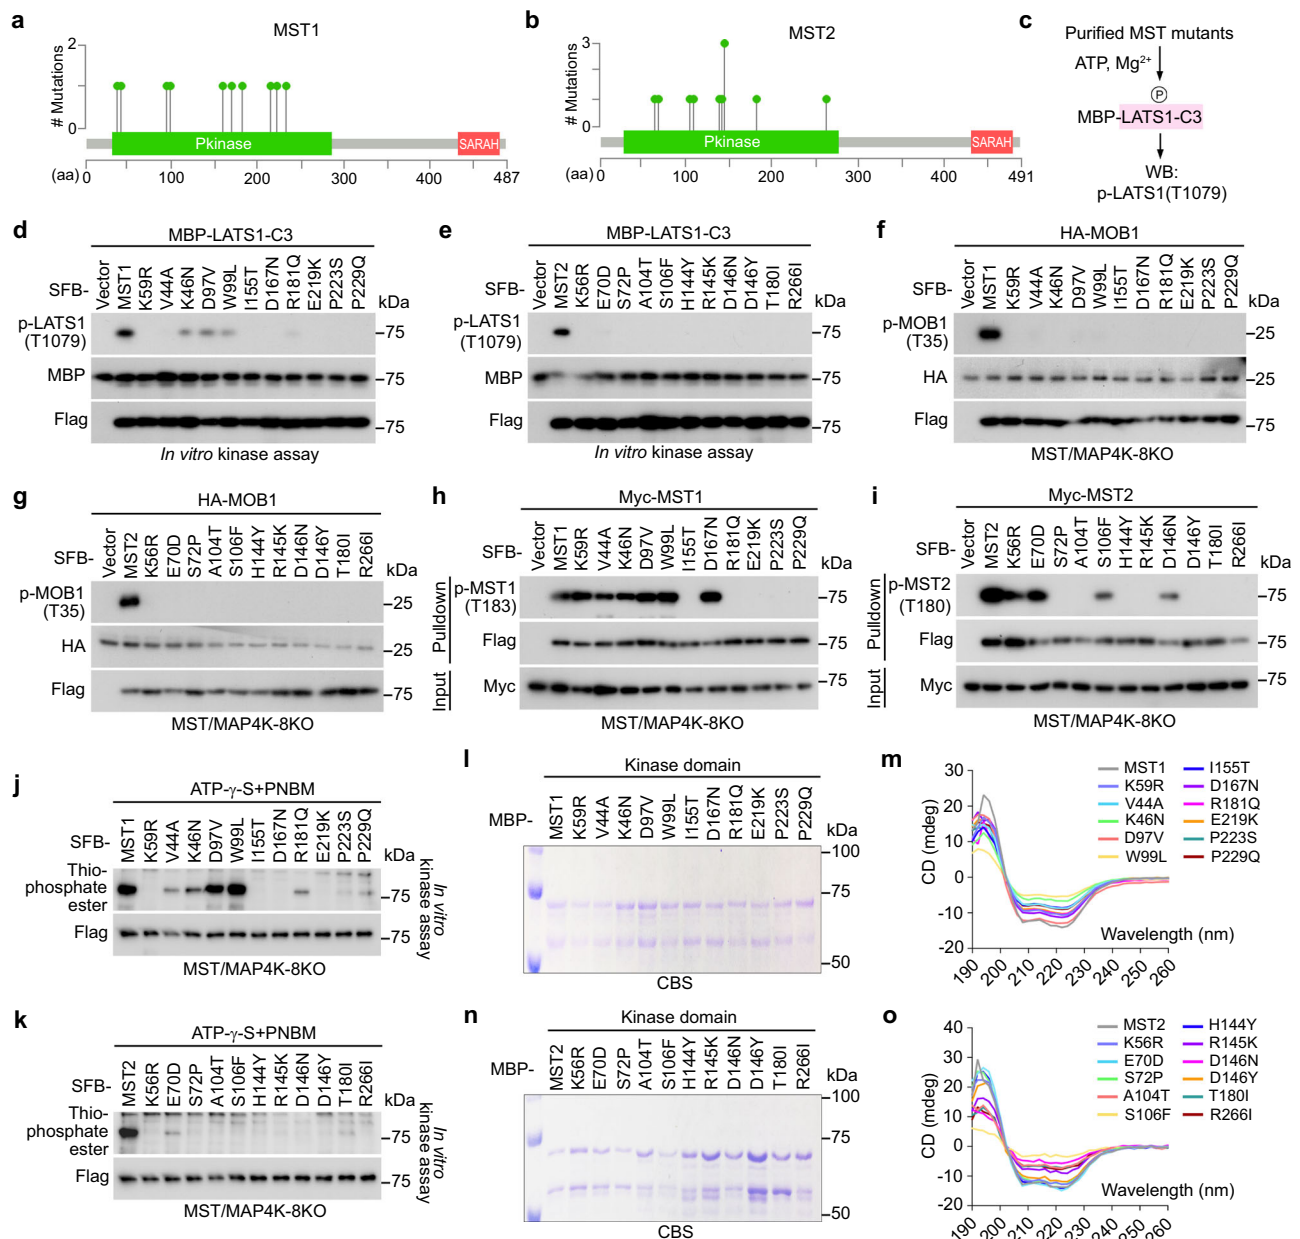 a
MST1
# Mutations
2
1
0
Pkinase
SARAH
(aa) 0 100 200 300 400 487
b
MST2
# Mutations
3
2
1
0
Pkinase
SARAH
(aa) 0 100 200 300 400 491
c
Purified MST mutants
ATP, Mg²⁺
P
MBP-LATS1-C3
WB:
p-LATS1(T1079)
d
MBP-LATS1-C3
SFB- Vector MST1 K59R V44A K46N D97V W99L I155T D167N R181Q E219K P223S P229Q kDa
p-LATS1 (T1079) –75
MBP –75
Flag –75
In vitro kinase assay
e
MBP-LATS1-C3
SFB- Vector MST2 K56R E70D S72P A104T S106F H144Y R145K D146N D146Y T180I R266I kDa
p-LATS1 (T1079) –75
MBP –75
Flag –75
In vitro kinase assay
f
HA-MOB1
SFB- Vector MST1 K59R V44A K46N D97V W99L I155T D167N R181Q E219K P223S P229Q kDa
p-MOB1 (T35) –25
HA –25
Flag –75
MST/MAP4K-8KO
g
HA-MOB1
SFB- Vector MST2 K56R E70D S72P A104T S106F H144Y R145K D146N D146Y T180I R266I kDa
p-MOB1 (T35) –25
HA –25
Flag –75
MST/MAP4K-8KO
h
Myc-MST1
SFB- Vector MST1 K59R V44A K46N D97V W99L I155T D167N R181Q E219K P223S P229Q kDa
Pulldown
p-MST1 (T183) –75
Flag –75
Input
Myc –75
MST/MAP4K-8KO
i
Myc-MST2
SFB- Vector MST2 K56R E70D S72P A104T S106F H144Y R145K D146N D146Y T180I R266I kDa
Pulldown
p-MST2 (T180) –75
Flag –75
Input
Myc –75
MST/MAP4K-8KO
j
ATP-γ-S+PNBM
SFB- MST1 K59R V44A K46N D97V W99L I155T D167N R181Q E219K P223S P229Q kDa
Thio-
phosphate –75
ester
Flag –75
In vitro kinase assay
MST/MAP4K-8KO
k
ATP-γ-S+PNBM
SFB- MST2 K56R E70D S72P A104T S106F H144Y R145K D146N D146Y T180I R266I kDa
Thio-
phosphate –75
ester
Flag –75
In vitro kinase assay
MST/MAP4K-8KO
l
Kinase domain
MBP- MST1 K59R V44A K46N D97V W99L I155T D167N R181Q E219K P223S P229Q kDa
–100
–75
–50
CBS
m
CD (mdeg)
30
20
10
0
-10
-20
MST1 I155T
K59R D167N
V44A R181Q
K46N E219K
D97V P223S
W99L P229Q
Wavelength (nm)
190 200 210 220 230 240 250 260
n
Kinase domain
MBP- MST2 K56R E70D S72P A104T S106F H144Y R145K D146N D146Y T180I R266I kDa
–100
–75
–50
CBS
o
CD (mdeg)
40
30
20
10
0
-10
-20
MST2 H144Y
K56R R145K
E70D D146N
S72P D146Y
A104T T180I
S106F R266I
Wavelength (nm)
190 200 210 220 230 240 250 260